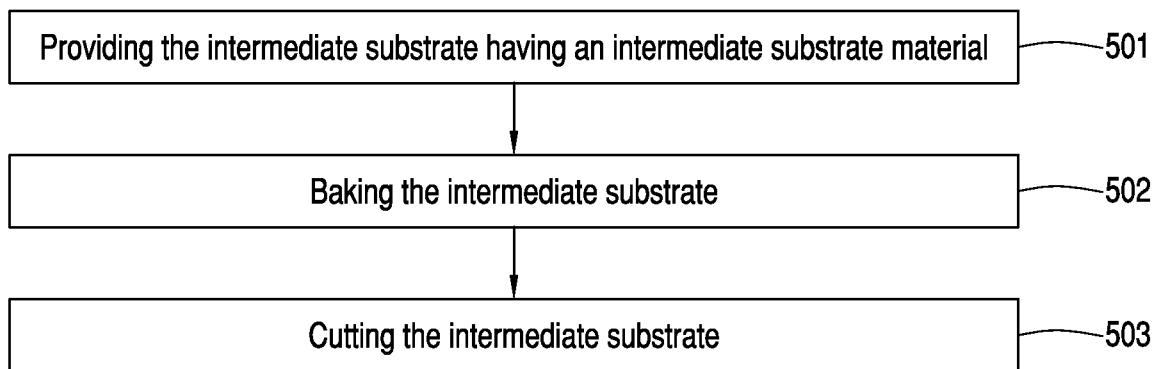 Providing the intermediate substrate having an intermediate substrate material 501
Baking the intermediate substrate 502
Cutting the intermediate substrate 503